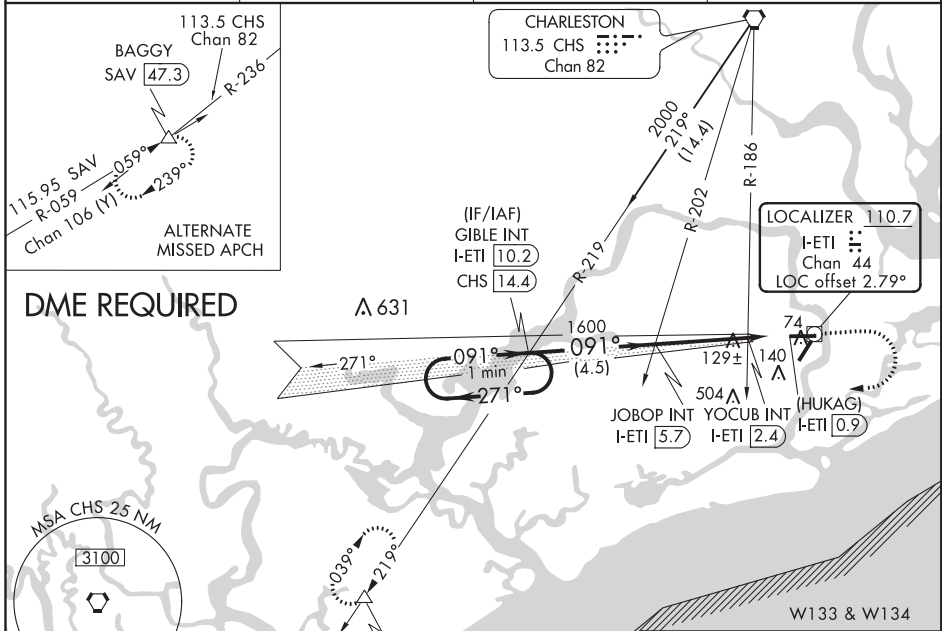 113.5 CHS
Chan 82
BAGGY
SAV 47.3
R-236
059°
239°
115.95 SAV
R-059
Chan 106 (Y)
ALTERNATE
MISSED APCH
CHARLESTON
113.5 CHS
Chan 82
2000
219°
(14.4)
R-186
R-202
R-219
(IF/IAF)
GIBLE INT
I-ETI 10.2
CHS 14.4
LOCALIZER 110.7
I-ETI
Chan 44
LOC offset 2.79°
DME REQUIRED
631
271°
091°
1 min
271°
1600
091°
(4.5)
129±
74
140
504
JOBOP INT
I-ETI 5.7
YOCUB INT
I-ETI 2.4
(HUKAG)
I-ETI 0.9
MSA CHS 25 NM
3100
039°
219°
W133 & W134